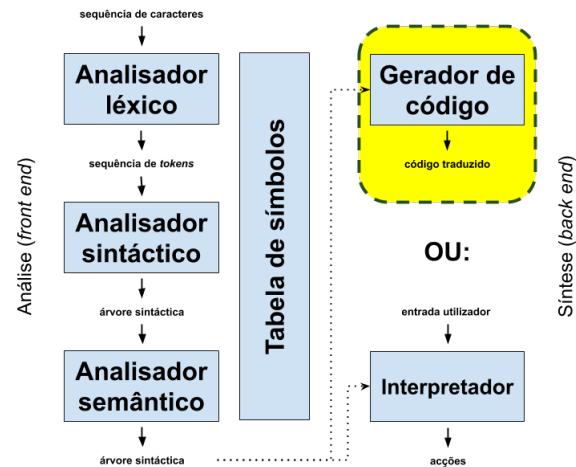 sequência de caracteres
Analisador
léxico
sequência de tokens
Analisador
sintáctico
árvore sintáctica
Analisador
semântico
árvore sintáctica
Análise (front end)
Tabela de símbolos
Gerador de
código
código traduzido
OU:
entrada utilizador
Interpretador
acções
Síntese (back end)